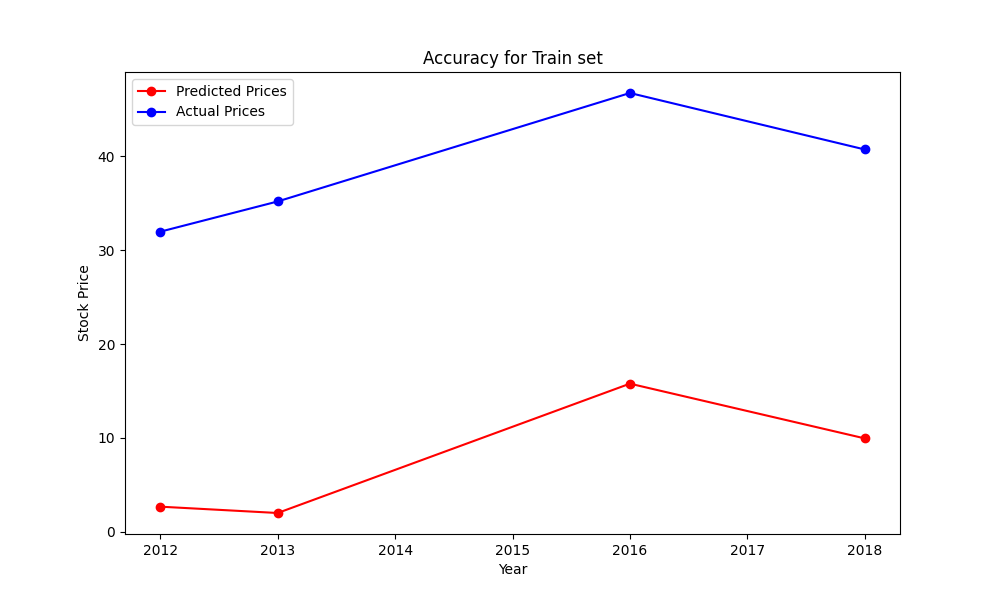 Accuracy for Train set
Predicted Prices
Actual Prices
40
30
20
10
0
Stock Price
2012 2013 2014 2015 2016 2017 2018
Year